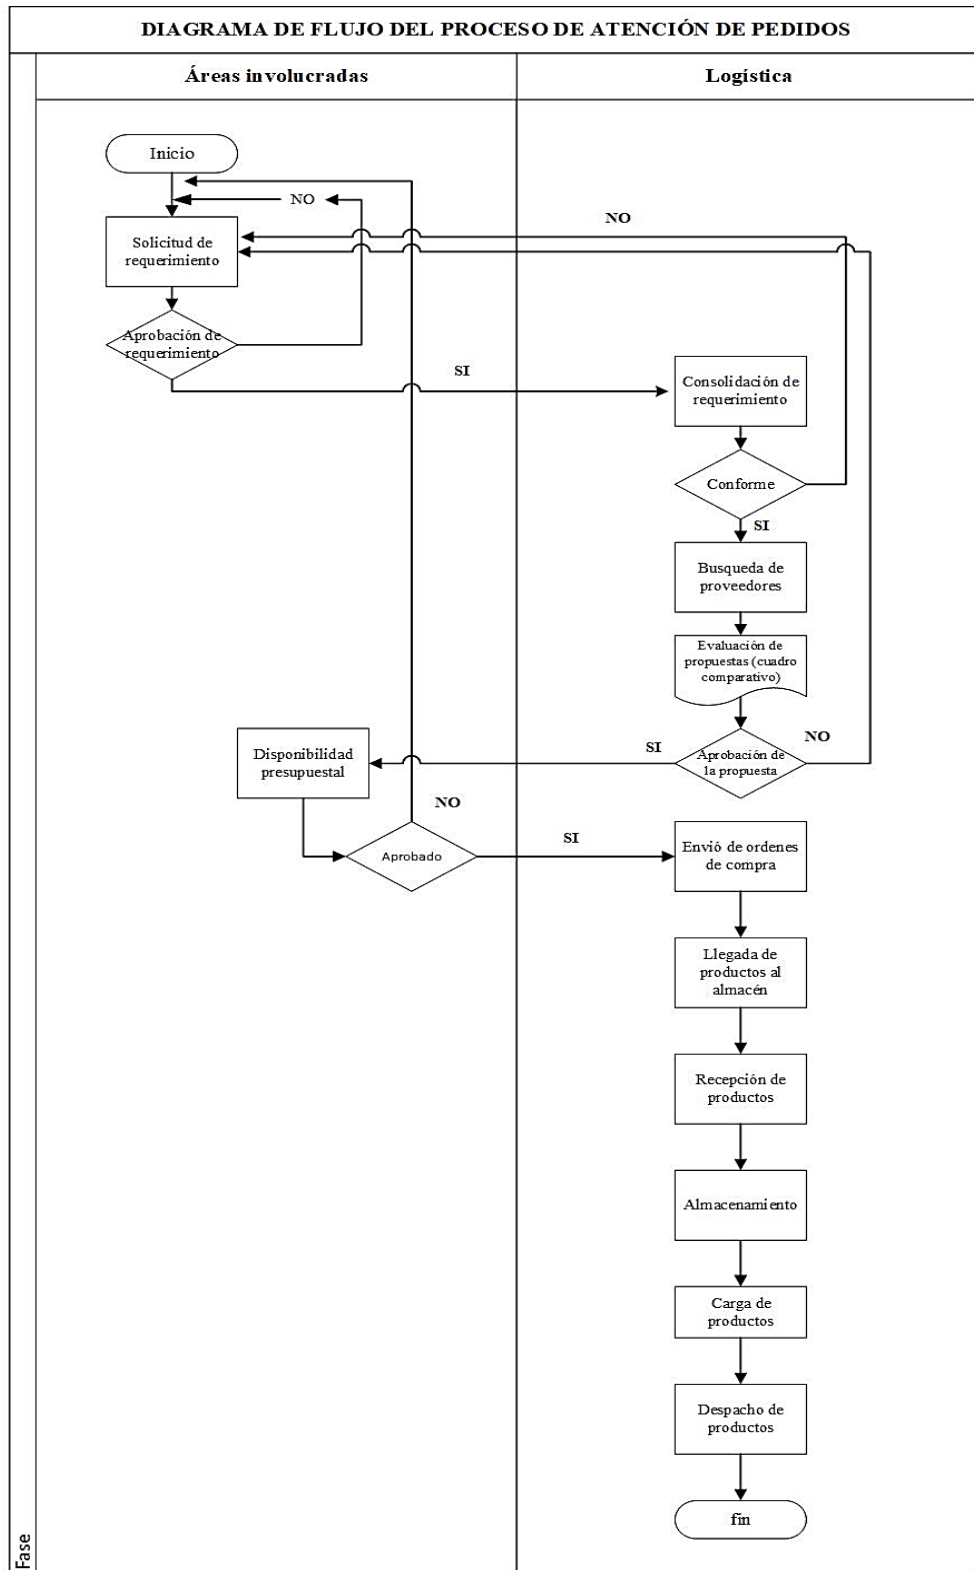 DIAGRAMA DE FLUJO DEL PROCESO DE ATENCIÓN DE PEDIDOS
Áreas involucradas
Logística
Inicio
NO
NO
Solicitud de
requerimiento
Aprobación de
requerimiento
SI
Consolidación de
requerimiento
Conforme
SI
Busqueda de
proveedores
Evaluación de
propuestas (cuadro
comparativo)
NO
SI
Aprobación de
la propuesta
Disponibilidad
presupuestal
NO
Aprobado
SI
Envió de ordenes
de compra
Llegada de
productos al
almacén
Recepción de
productos
Almacenamiento
Carga de
productos
Despacho de
productos
fin
Fase